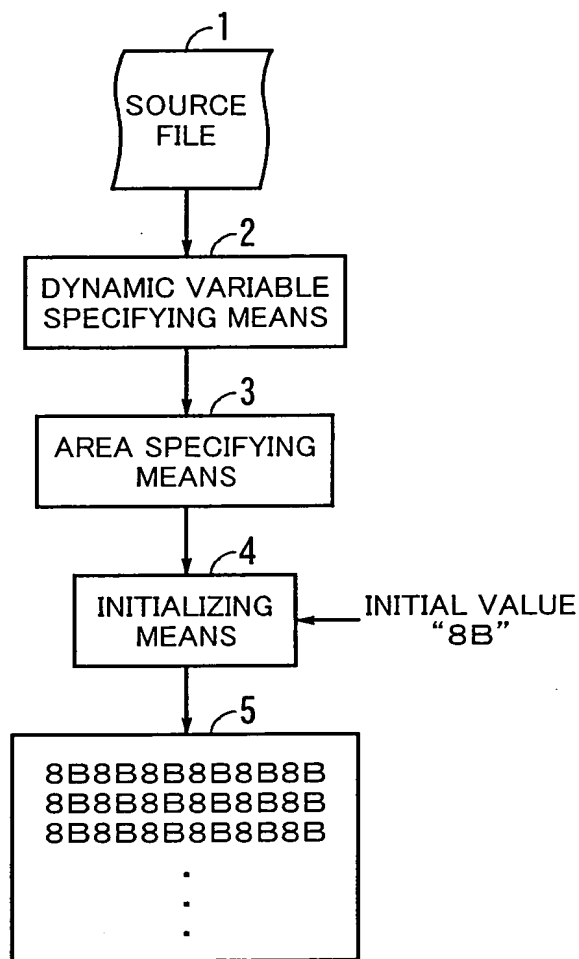 1
SOURCE
FILE
2
DYNAMIC VARIABLE
SPECIFYING MEANS
3
AREA SPECIFYING
MEANS
4
INITIALIZING
MEANS
INITIAL VALUE
“8B”
5
8B8B8B8B8B8B
8B8B8B8B8B8B
8B8B8B8B8B8B